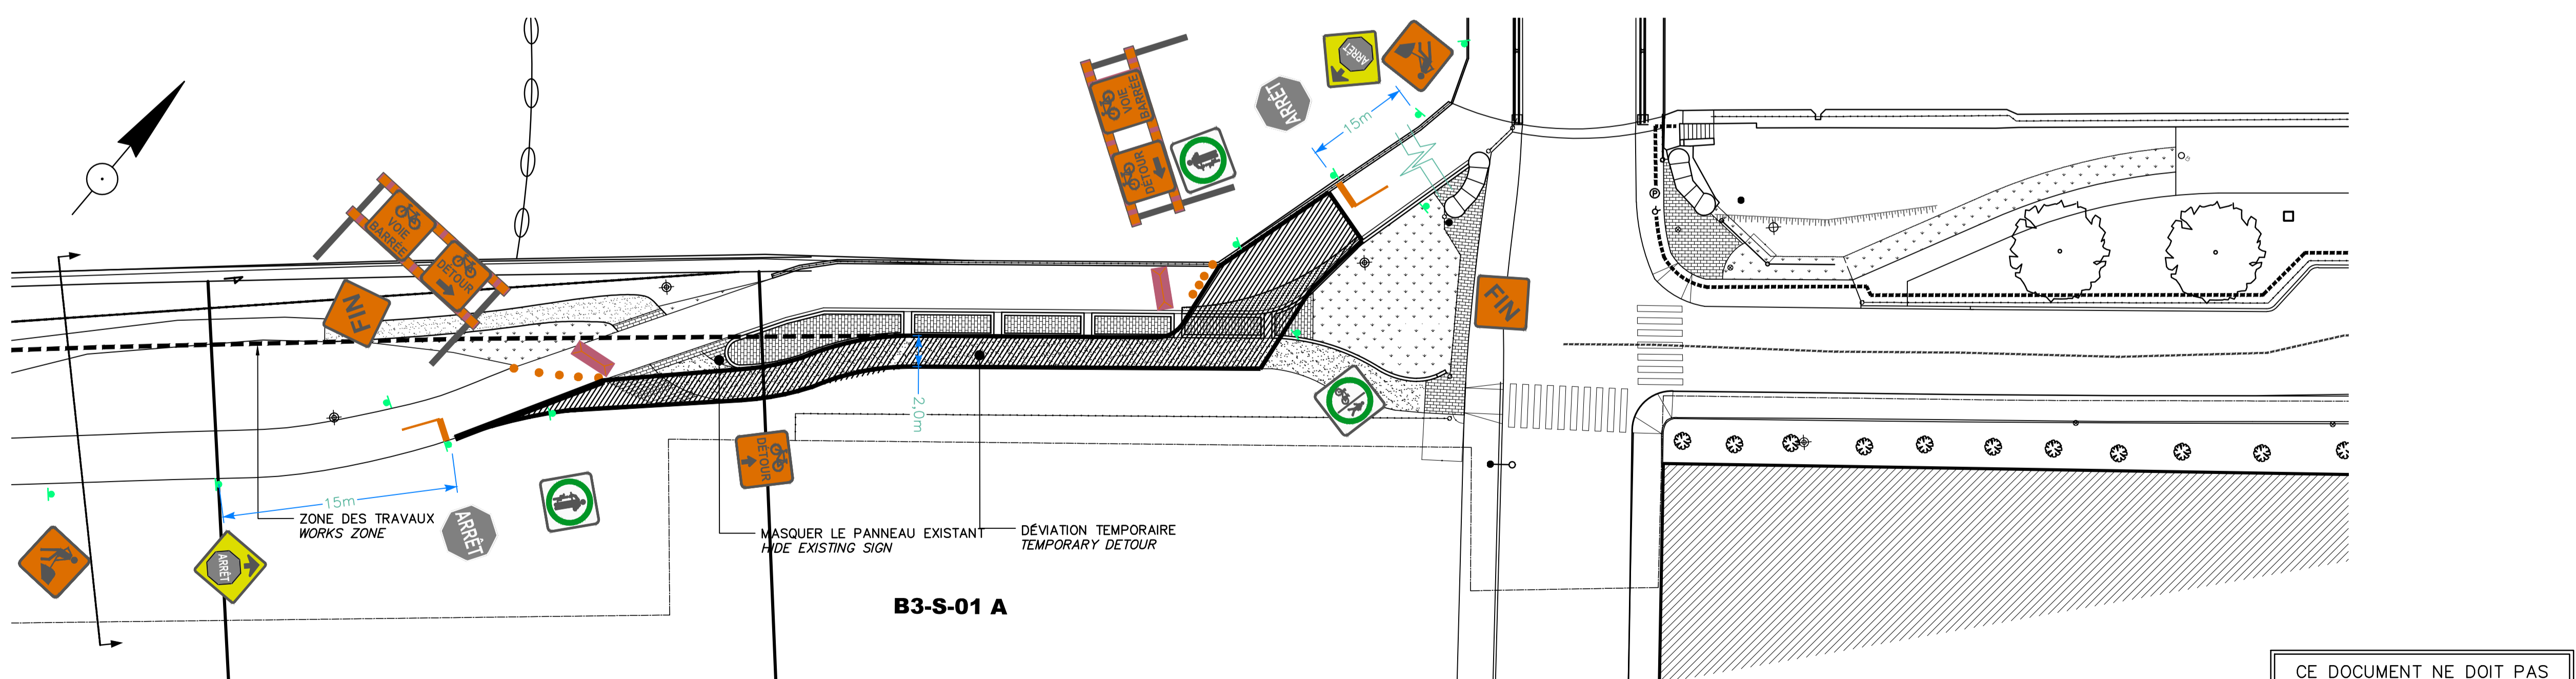 VOIE
BARRÉE
DÉTOUR
ARRÊT
ARRÊT
15m
VOIE
BARRÉE
DÉTOUR
FIN
FIN
2,0m
DÉTOUR
15m
ARRÊT
ARRÊT
ZONE DES TRAVAUX
WORKS ZONE
MASQUER LE PANNEAU EXISTANT
HIDE EXISTING SIGN
DÉVIATION TEMPORAIRE
TEMPORARY DETOUR
B3-S-01 A
P
CE DOCUMENT NE DOIT PAS